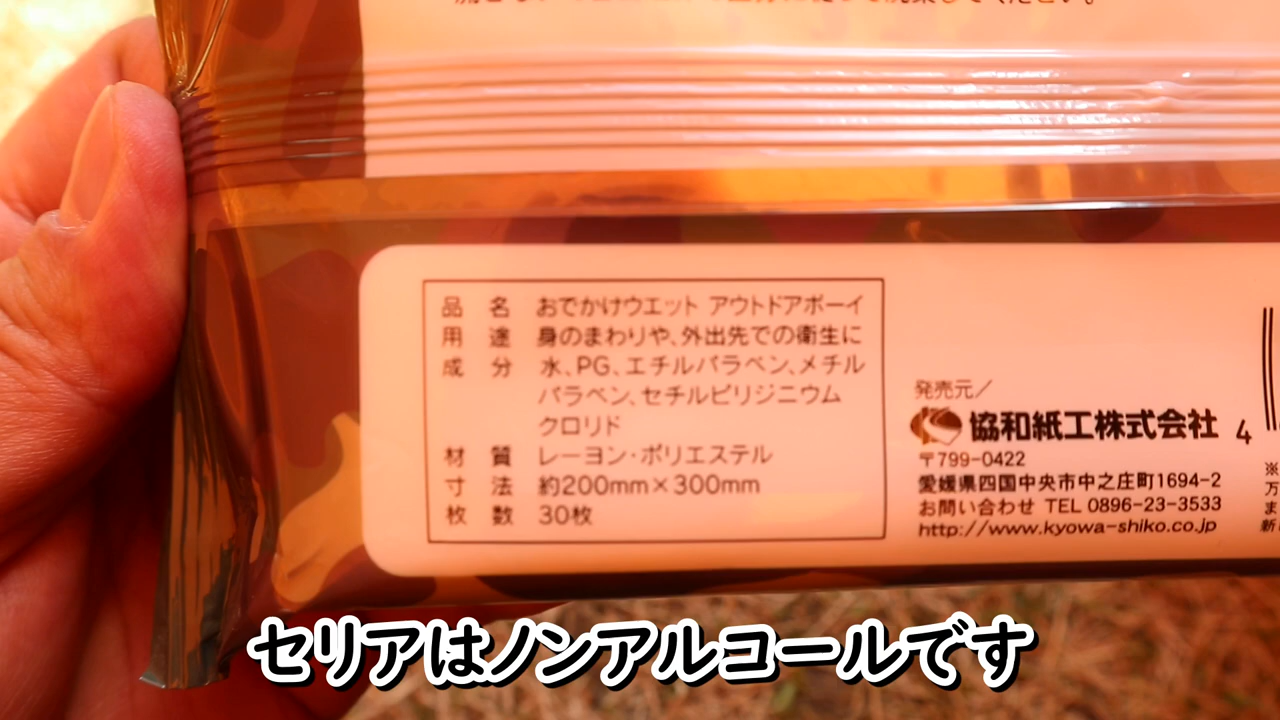 品名 おでかけウエット アウトドアボーイ
用途 身のまわりや、外出先での衛生に
成分 水、PG、エチルパラベン、メチル
パラベン、セチルピリジニウム
クロリド
材質 レーヨン・ポリエステル
寸法 約200mm×300mm
枚数 30枚
発売元／
協和紙工株式会社
〒799-0422
愛媛県四国中央市中之庄町1694-2
お問い合わせ TEL 0896-23-3533
http://www.kyowa-shiko.co.jp
4
※
万
ま
新
セリアはノンアルコールです